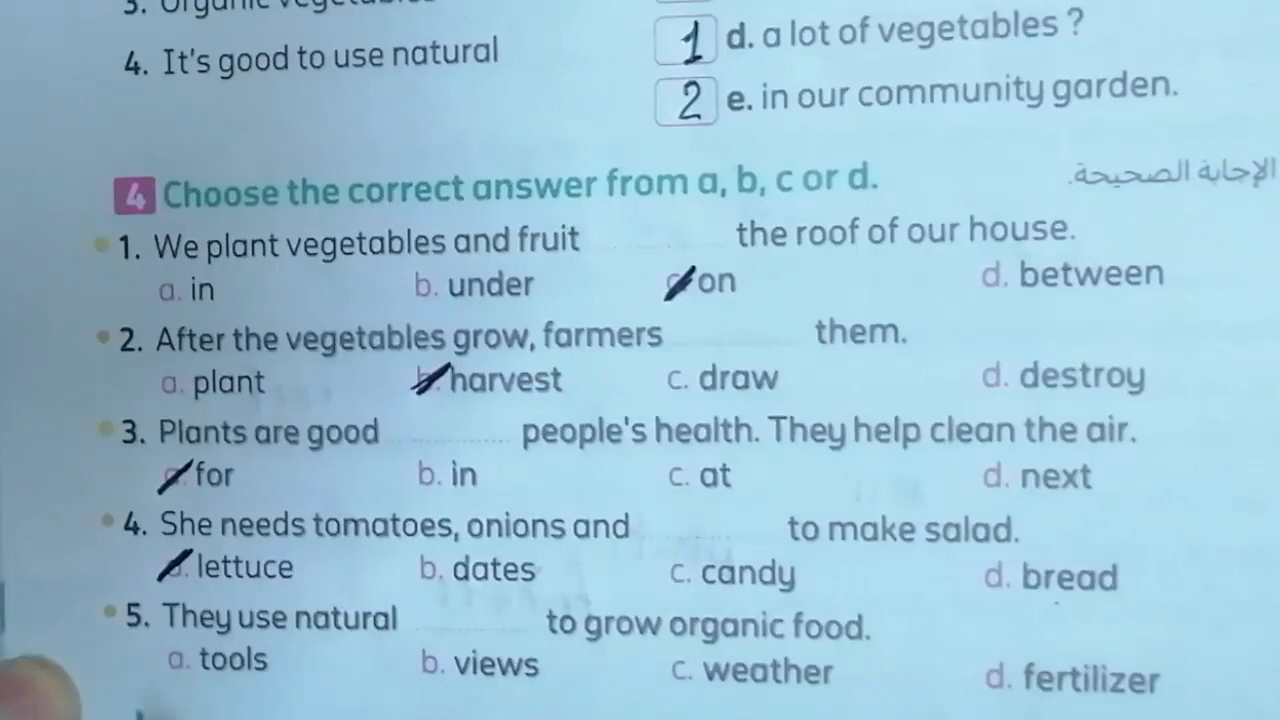 3. Organic vegetables
4. It's good to use natural
1 d. a lot of vegetables ?
2 e. in our community garden.
4 Choose the correct answer from a, b, c or d.
الإجابة الصحيحة.
1. We plant vegetables and fruit the roof of our house.
a. in b. under c. on d. between
2. After the vegetables grow, farmers them.
a. plant b. harvest c. draw d. destroy
3. Plants are good ............ people's health. They help clean the air.
a. for b. in c. at d. next
4. She needs tomatoes, onions and to make salad.
a. lettuce b. dates c. candy d. bread
5. They use natural ............ to grow organic food.
a. tools b. views c. weather d. fertilizer